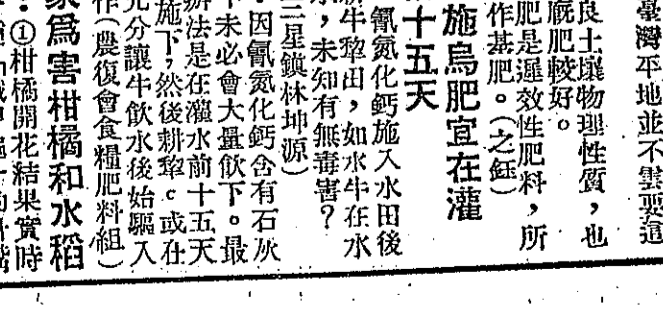 臺灣平地並不需要這
良土壤物理性質，也
廐肥較好。
肥是遲效性肥料，所
作基肥。（之鈺）
施烏肥宜在灌
十五天
氰氮化鈣施入水田後
牛犂田，如水牛在水
，未知有無毒害？
三星鎮林坤源）
因氰氮化鈣含有石灰
未必會大量飲下。最
辦法是在灌水前十五天
施下，然後耕犂。或在
充分讓牛飲水後始驅入
作（農復會食糧肥料組）
家爲害柑橘和水稻
：①柑橘開花結果實時